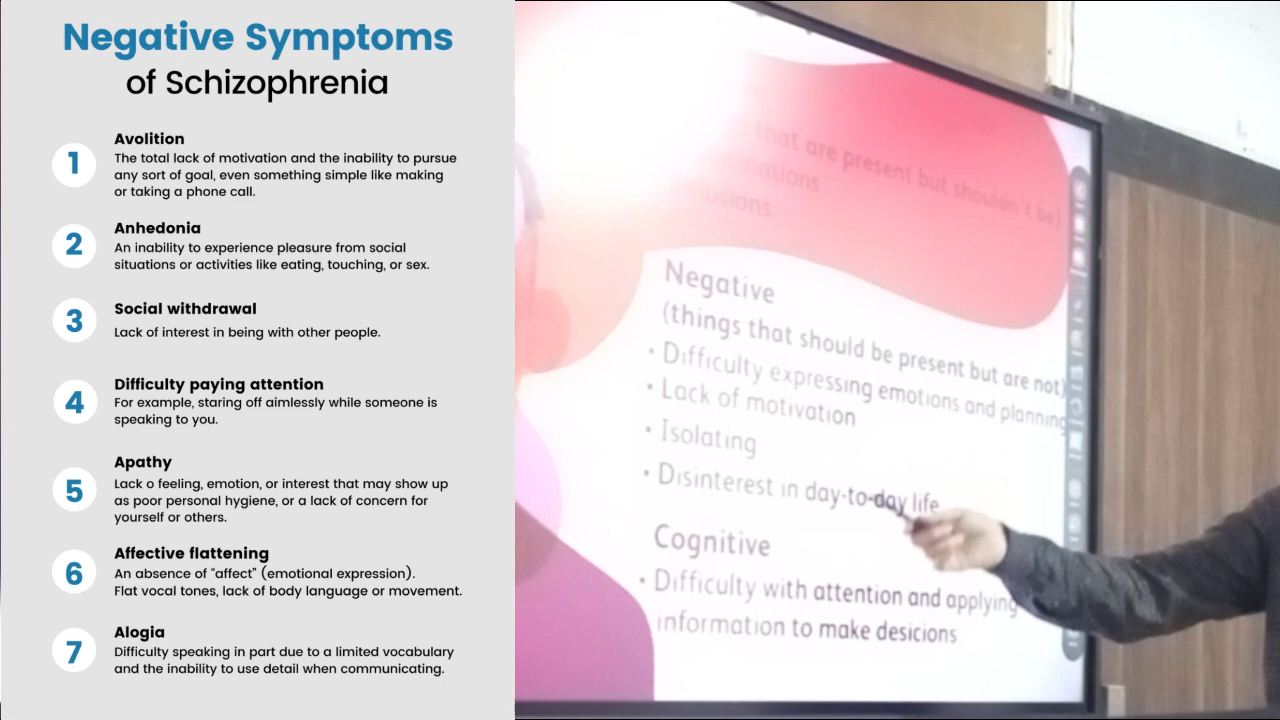 Negative Symptoms
of Schizophrenia
1
Avolition
The total lack of motivation and the inability to pursue
any sort of goal, even something simple like making
or taking a phone call.
2
Anhedonia
An inability to experience pleasure from social
situations or activities like eating, touching, or sex.
3
Social withdrawal
Lack of interest in being with other people.
4
Difficulty paying attention
For example, staring off aimlessly while someone is
speaking to you.
5
Apathy
Lack o feeling, emotion, or interest that may show up
as poor personal hygiene, or a lack of concern for
yourself or others.
6
Affective flattening
An absence of “affect” (emotional expression).
Flat vocal tones, lack of body language or movement.
7
Alogia
Difficulty speaking in part due to a limited vocabulary
and the inability to use detail when communicating.
that are present but shouldn't be)
Negative
(things that should be present but are not)
• Difficulty expressing emotions and planning
• Lack of motivation
• Isolating
• Disinterest in day-to-day life
Cognitive
• Difficulty with attention and applying
information to make desicions